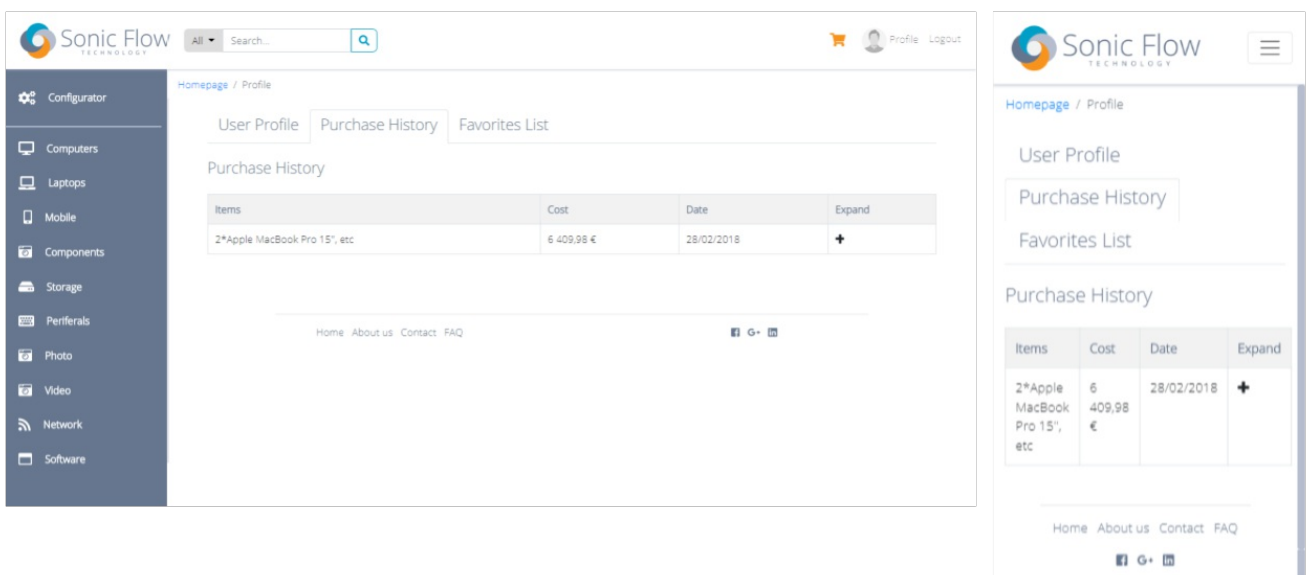 Sonic Flow
TECHNOLOGY
All
Search...
Profile Logout
Configurator
Computers
Laptops
Mobile
Components
Storage
Periferals
Photo
Video
Network
Software
Homepage / Profile
User Profile Purchase History Favorites List
Purchase History
Items Cost Date Expand
2*Apple MacBook Pro 15", etc 6 409,98 € 28/02/2018 +
Home About us Contact FAQ
G+ in
Sonic Flow
TECHNOLOGY
Homepage / Profile
User Profile
Purchase History
Favorites List
Purchase History
Items Cost Date Expand
2*Apple 6 28/02/2018 +
MacBook 409,98
Pro 15", €
etc
Home About us Contact FAQ
G+ in